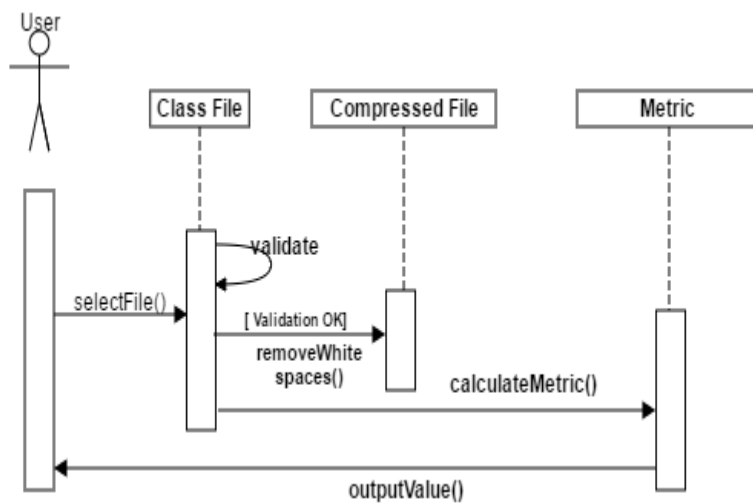 User
Class File
Compressed File
Metric
validate
selectFile()
[ Validation OK]
removeWhite
spaces()
calculateMetric()
outputValue()